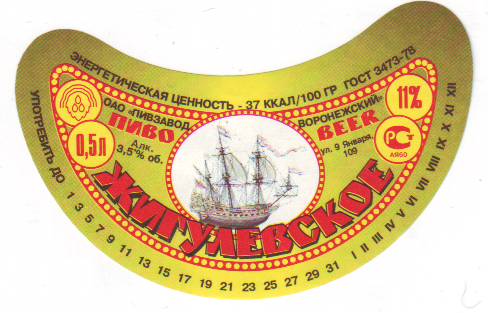 ЭНЕРГЕТИЧЕСКАЯ ЦЕННОСТЬ - 37 ККАЛ/100 ГР ГОСТ 3473-78
ОАО "ПИВЗАВОД ВОРОНЕЖСКИЙ"
ПИВО BEER
11%
0,5л
Алк.
3,5% об.
ул. 9 Января,
109
РСТ
АЯ60
ЖИГУЛЕВСКОЕ
УПОТРЕБИТЬ ДО 1 3 5 7 9 11 13 15 17 19 21 23 25 27 29 31 I II III IV V VI VII VIII IX X XI XII